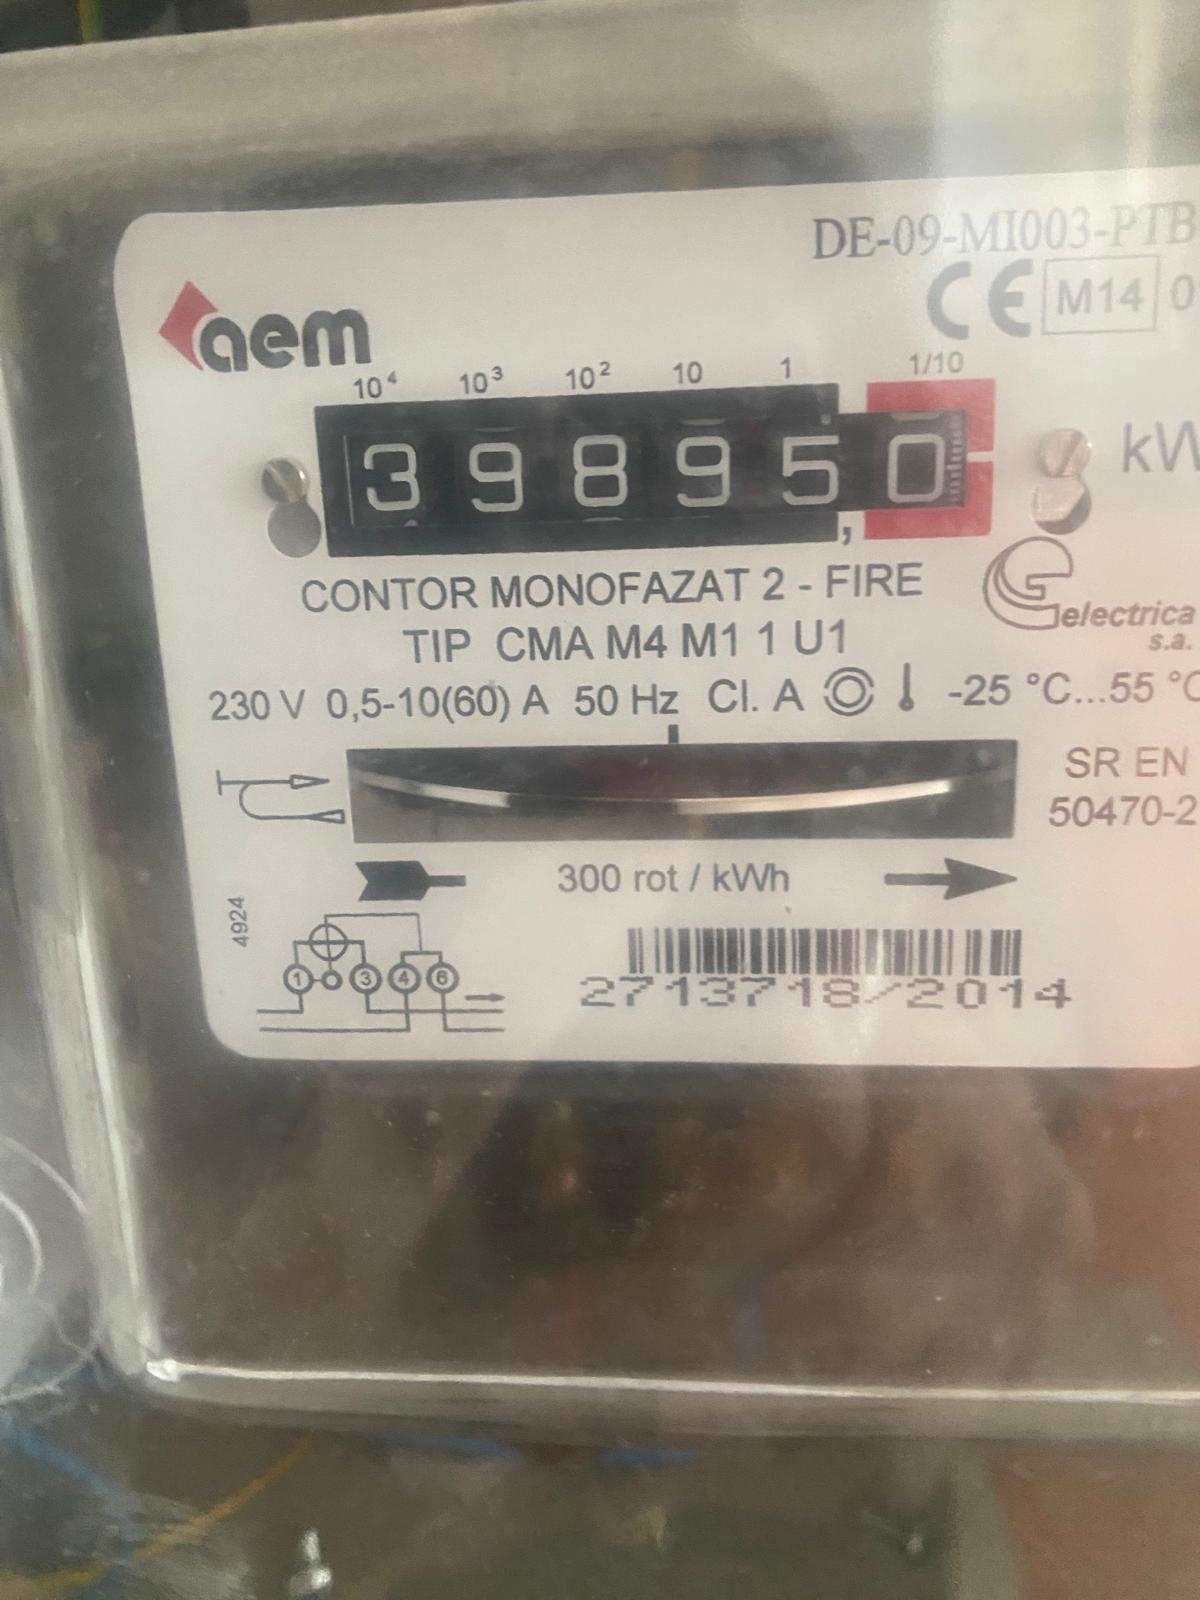 DE-09-MI003-PTB
CE M14 0
aem
10⁴ 10³ 10² 10 1 1/10
3 9 8 9 5 , 0
kW
CONTOR MONOFAZAT 2 - FIRE
electrica
s.a.
TIP CMA M4 M1 1 U1
230 V 0,5-10(60) A 50 Hz Cl. A -25 °C...55 °C
SR EN
50470-2
300 rot / kWh
4924
1 3 4 6
2713718/2014